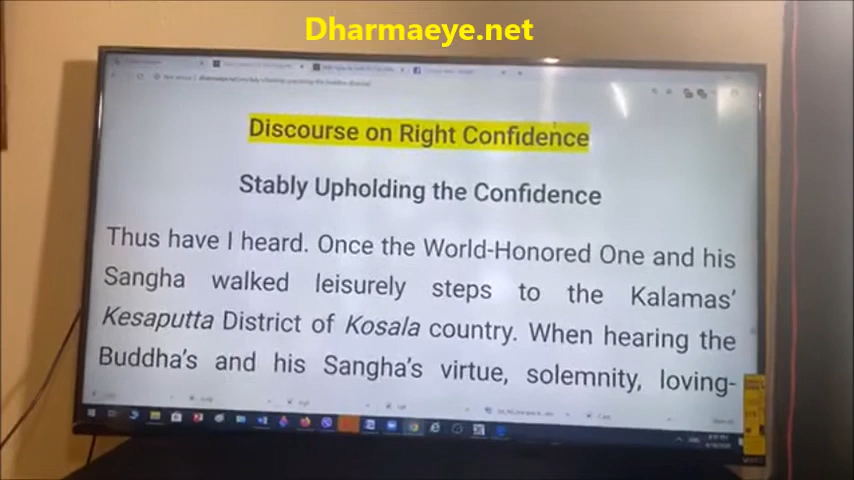 Dharmaeye.net
Discourse on Right Confidence
Stably Upholding the Confidence
Thus have I heard. Once the World-Honored One and his
Sangha walked leisurely steps to the Kalamas'
Kesaputta District of Kosala country. When hearing the
Buddha's and his Sangha's virtue, solemnity, loving-